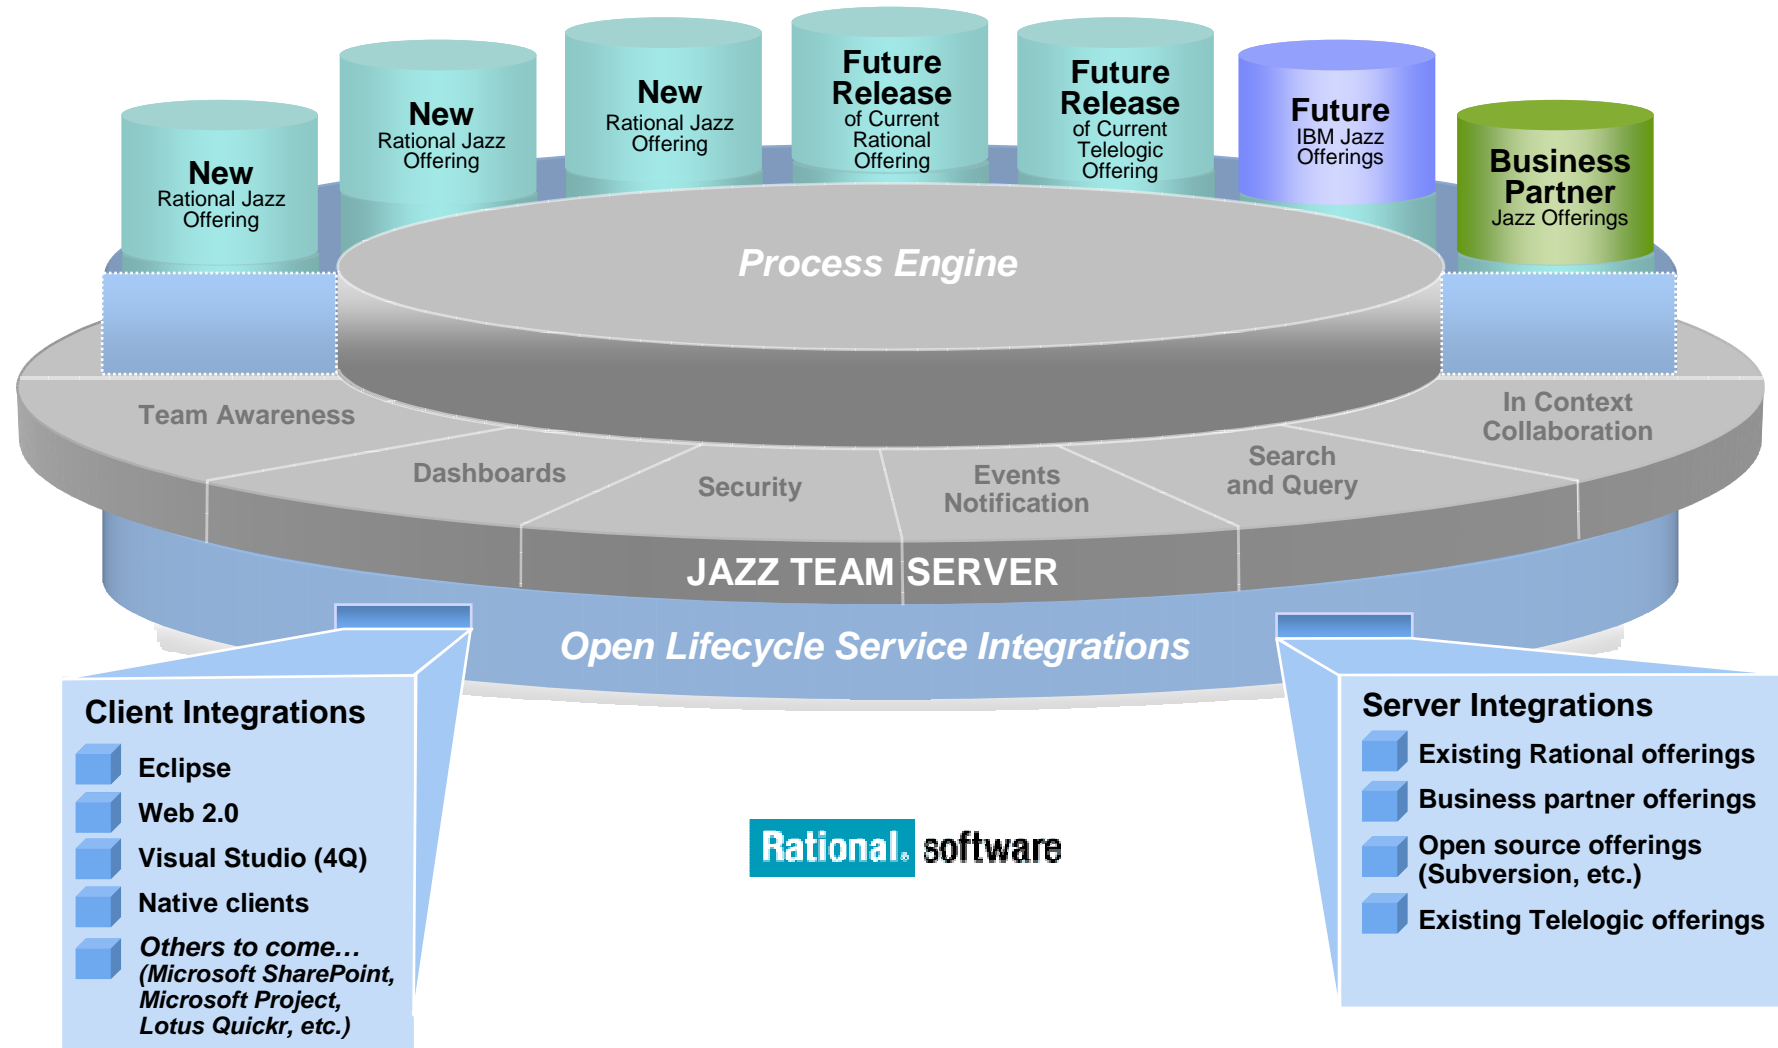 New
Rational Jazz
Offering
New
Rational Jazz
Offering
New
Rational Jazz
Offering
Future
Release
of Current
Rational
Offering
Future
Release
of Current
Telelogic
Offering
Future
IBM Jazz
Offerings
Business
Partner
Jazz Offerings
Process Engine
Team Awareness
Dashboards
Security
Events
Notification
Search
and Query
In Context
Collaboration
JAZZ TEAM SERVER
Open Lifecycle Service Integrations
Client Integrations
Eclipse
Web 2.0
Visual Studio (4Q)
Native clients
Others to come…
(Microsoft SharePoint,
Microsoft Project,
Lotus Quickr, etc.)
Rational® software
Server Integrations
Existing Rational offerings
Business partner offerings
Open source offerings
(Subversion, etc.)
Existing Telelogic offerings